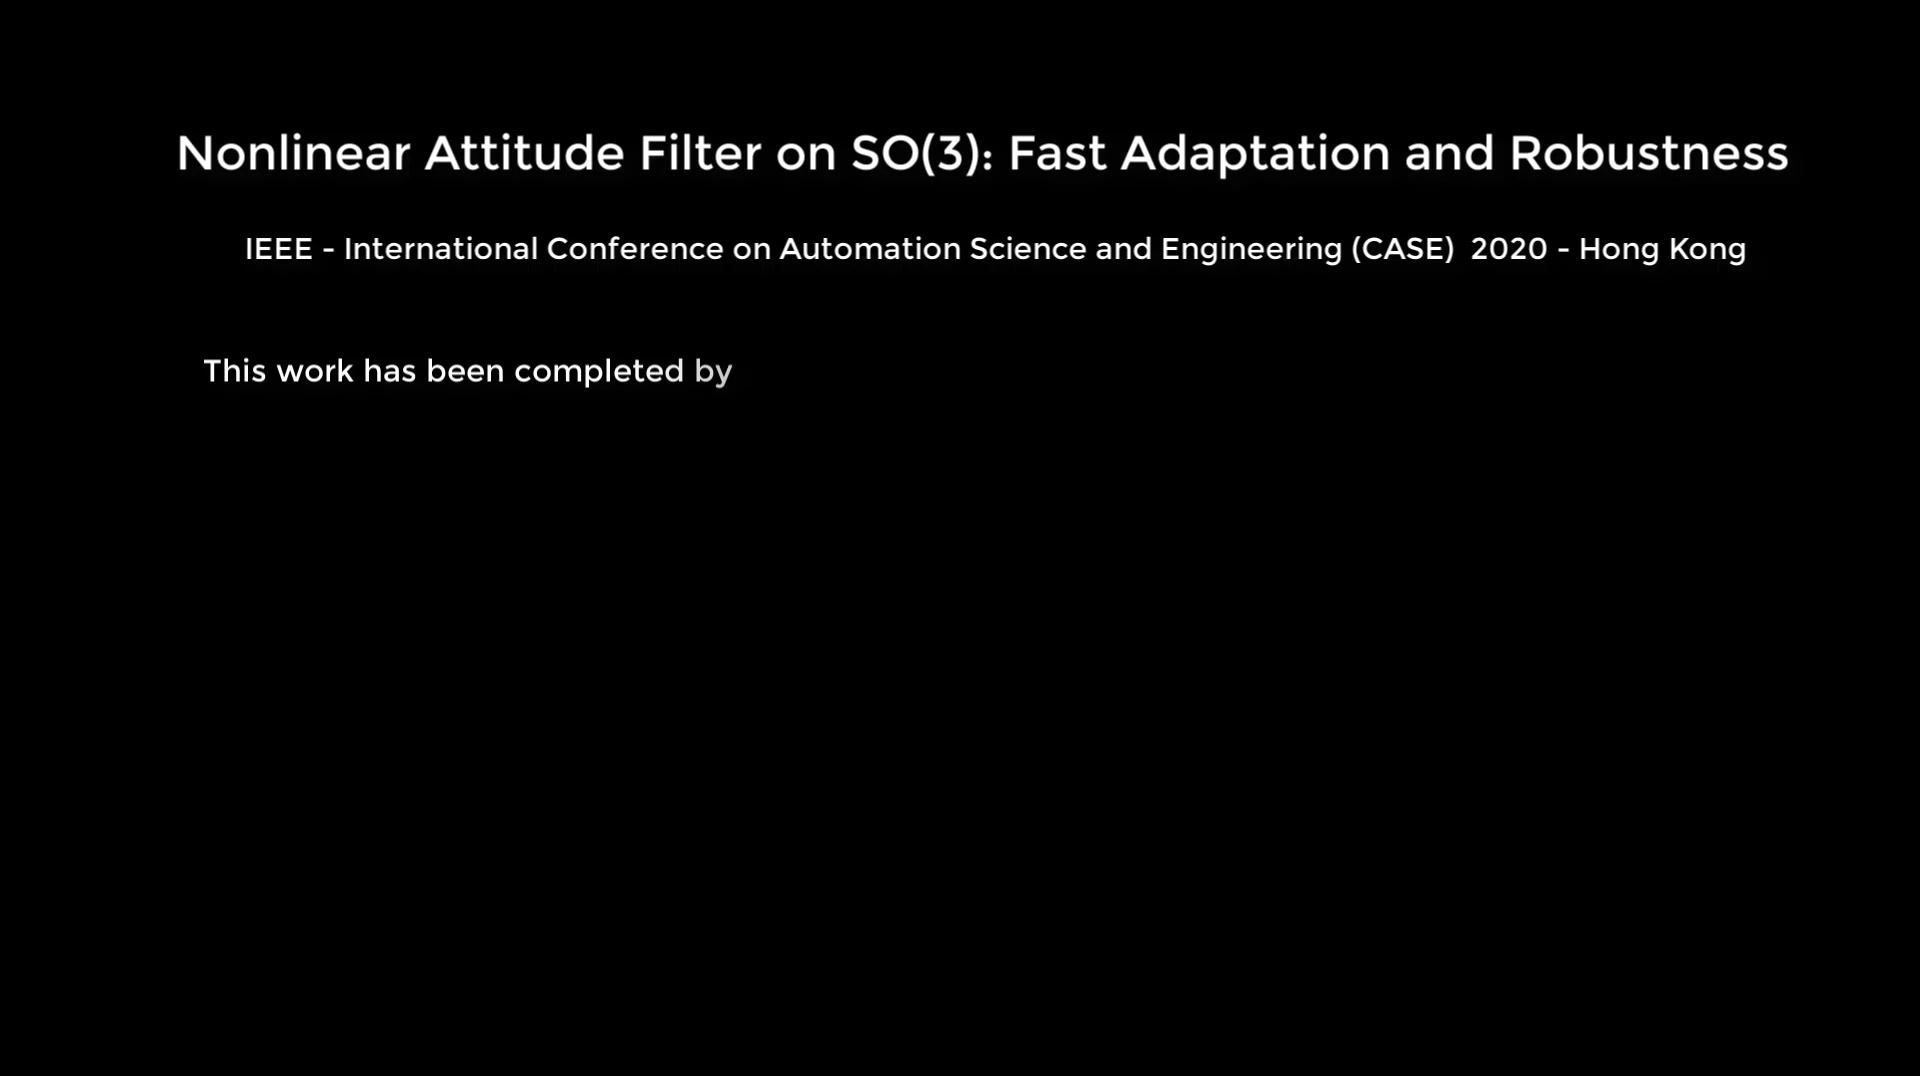 Nonlinear Attitude Filter on SO(3): Fast Adaptation and Robustness
IEEE - International Conference on Automation Science and Engineering (CASE) 2020 - Hong Kong
This work has been completed by